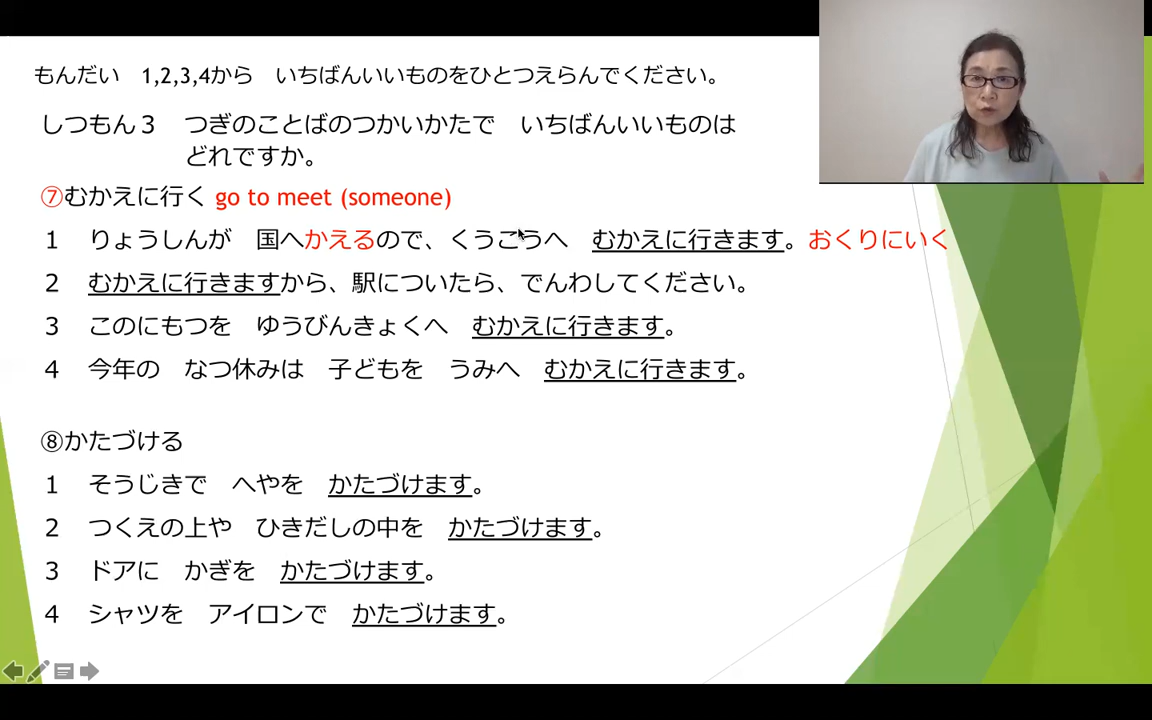 もんだい　1,2,3,4から　いちばんいいものをひとつえらんでください。
しつもん３　つぎのことばのつかいかたで　いちばんいいものは
どれですか。
⑦むかえに行く go to meet (someone)
１　りょうしんが　国へかえるので、くうこうへ　むかえに行きます。おくりにいく
２　むかえに行きますから、駅についたら、でんわしてください。
３　このにもつを　ゆうびんきょくへ　むかえに行きます。
４　今年の　なつ休みは　子どもを　うみへ　むかえに行きます。
⑧かたづける
１　そうじきで　へやを　かたづけます。
２　つくえの上や　ひきだしの中を　かたづけます。
３　ドアに　かぎを　かたづけます。
４　シャツを　アイロンで　かたづけます。